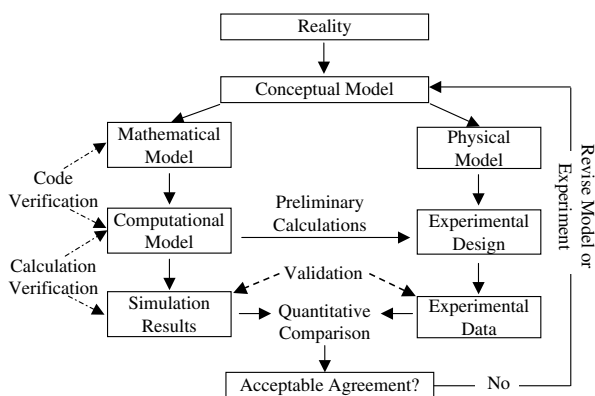 Reality
Conceptual Model
Mathematical
Model
Physical
Model
Code
Verification
Preliminary
Calculations
Computational
Model
Experimental
Design
Calculation
Verification
Validation
Simulation
Results
Quantitative
Comparison
Experimental
Data
Acceptable Agreement?
No
Revise Model or
Experiment